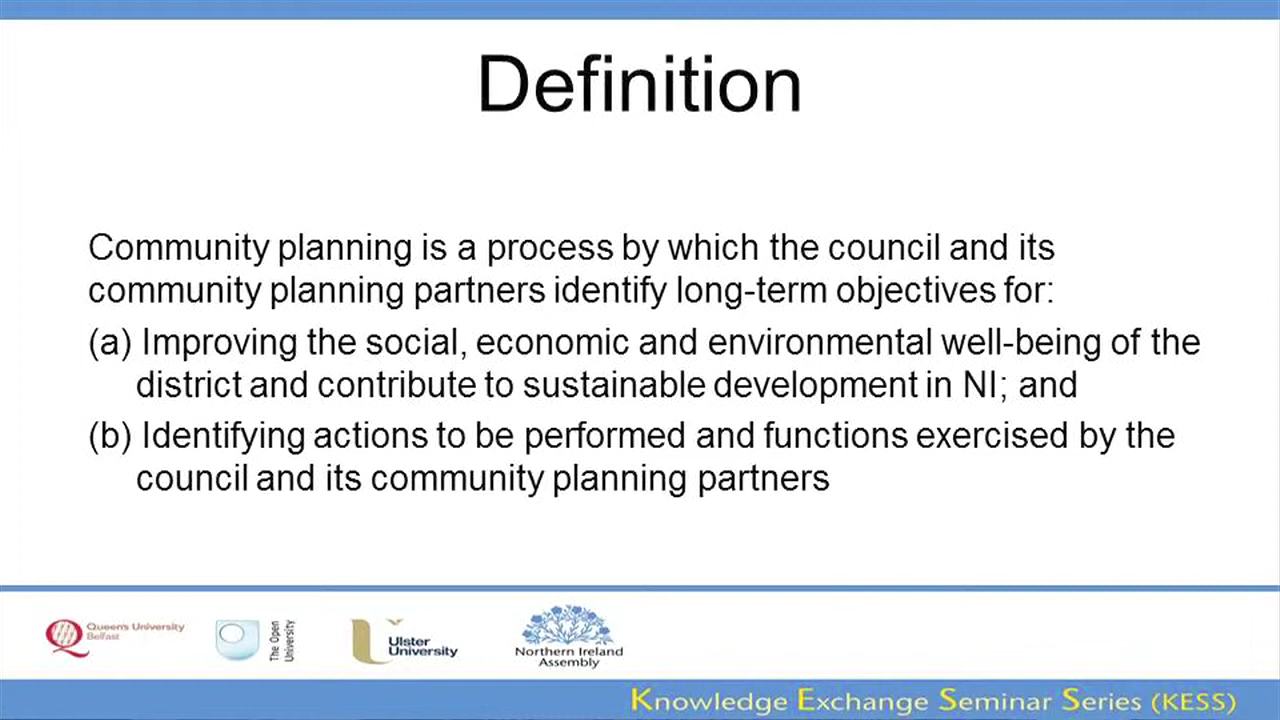 Definition
Community planning is a process by which the council and its
community planning partners identify long-term objectives for:
(a) Improving the social, economic and environmental well-being of the
district and contribute to sustainable development in NI; and
(b) Identifying actions to be performed and functions exercised by the
council and its community planning partners
Queen's University
Belfast
The Open
University
Ulster
University
Northern Ireland
Assembly
Knowledge Exchange Seminar Series (KESS)